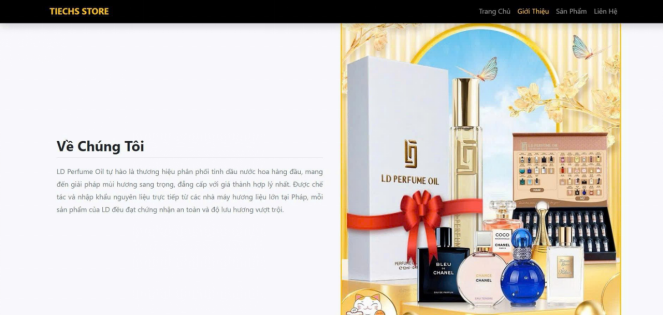 TIECHS STORE
Trang Chủ Giới Thiệu Sản Phẩm Liên Hệ
Về Chúng Tôi
LD Perfume Oil tự hào là thương hiệu phân phối tinh dầu nước hoa hàng đầu, mang
đến giải pháp mùi hương sang trọng, đẳng cấp với giá thành hợp lý nhất. Được chế
tác và nhập khẩu nguyên liệu trực tiếp từ các nhà máy hương liệu lớn tại Pháp, mỗi
sản phẩm của LD đều đạt chứng nhận an toàn và độ lưu hương vượt trội.
LD PERFUME OIL
COCO
CHANEL
BLEU
DE
CHANEL
CHANEL